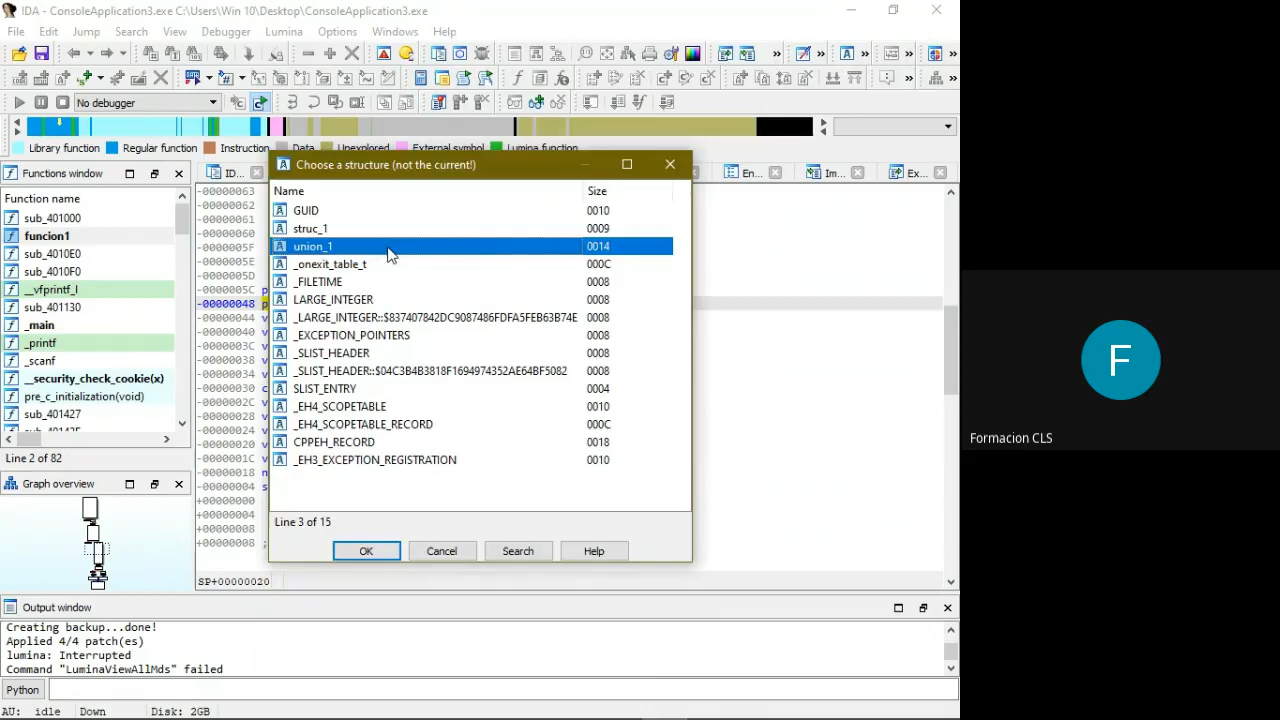 IDA - ConsoleApplication3.exe C:\Users\Win 10\Desktop\ConsoleApplication3.exe
File Edit Jump Search View Debugger Lumina Options Windows Help
No debugger
Library function Regular function Instruction Data Unexplored External symbol Lumina function
Functions window
ID...
En...
Im...
Ex...
Function name
sub_401000
funcion1
sub_4010E0
sub_4010F0
__vfprintf_l
sub_401130
_main
_printf
_scanf
__security_check_cookie(x)
pre_c_initialization(void)
sub_401427
Line 2 of 82
Graph overview
-00000063
-00000062
-00000061
-00000060
-0000005F
-0000005E
-0000005D
-0000005C p
-00000048 p
-00000044 v
-00000040 v
-0000003C v
-00000038 v
-00000034 v
-00000030 c
-0000002C v
-00000028 v
-00000024 v
-00000020 v
-0000001C v
-00000018 n
-00000004 s
+00000000
+00000004
+00000008
+00000008 ;
SP+00000020
Choose a structure (not the current!)
Name Size
GUID 0010
struc_1 0009
union_1 0014
_onexit_table_t 000C
_FILETIME 0008
LARGE_INTEGER 0008
_LARGE_INTEGER::$837407842DC9087486FDFA5FEB63B74E 0008
_EXCEPTION_POINTERS 0008
_SLIST_HEADER 0008
_SLIST_HEADER::$04C3B4B3818F1694974352AE64BF5082 0008
SLIST_ENTRY 0004
_EH4_SCOPETABLE 0010
_EH4_SCOPETABLE_RECORD 000C
CPPEH_RECORD 0018
_EH3_EXCEPTION_REGISTRATION 0010
Line 3 of 15
OK Cancel Search Help
Output window
Creating backup...done!
Applied 4/4 patch(es)
lumina: Interrupted
Command "LuminaViewAllMds" failed
Python
AU: idle Down Disk: 2GB
F
Formacion CLS